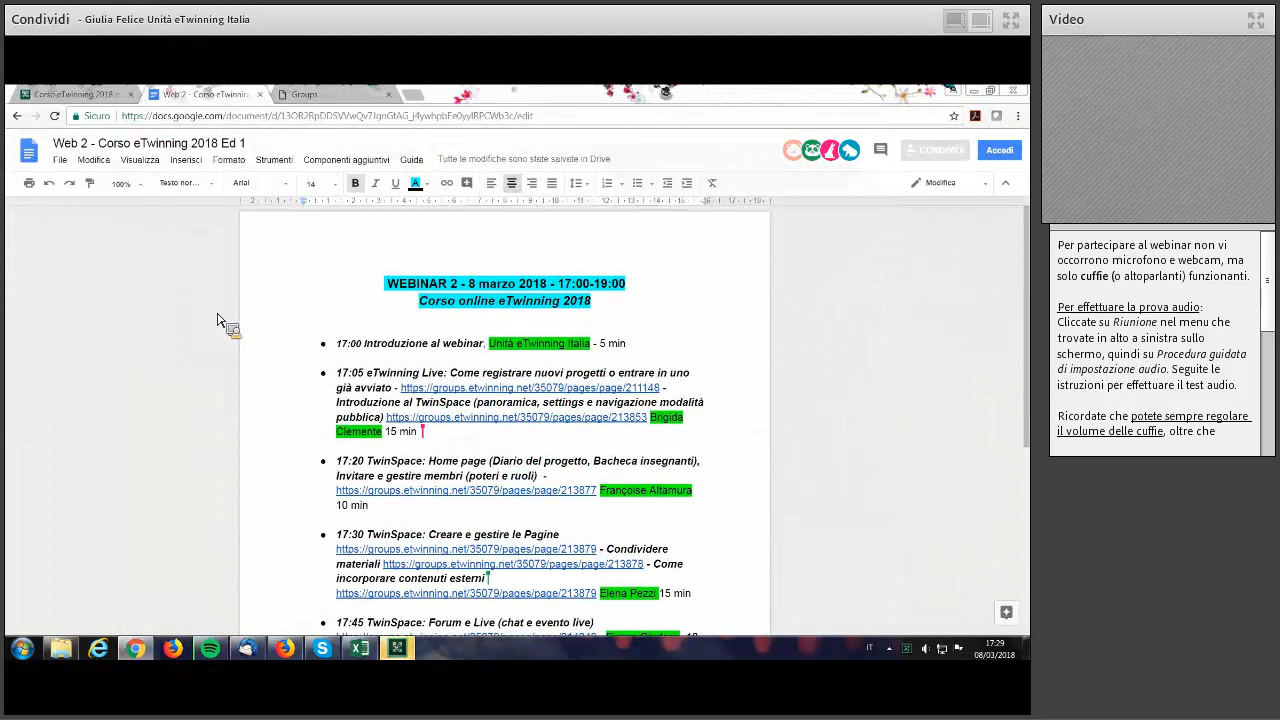 Condividi - Giulia Felice Unità eTwinning Italia
Video
Corso eTwinning 2018 e
Web 2 - Corso eTwinnin
Groups
Sicuro
Web 2 - Corso eTwinning 2018 Ed 1
File Modifica Visualizza Inserisci Formato Strumenti Componenti aggiuntivi Guida Tutte le modifiche sono state salvate in Drive
CONDIVIDI
Accedi
100% Testo nor... Arial 14 B I U A Modifica
WEBINAR 2 - 8 marzo 2018 - 17:00-19:00
Corso online eTwinning 2018
17:00 Introduzione al webinar, Unità eTwinning Italia - 5 min
17:05 eTwinning Live: Come registrare nuovi progetti o entrare in uno
già avviato - https://groups.etwinning.net/35079/pages/page/211148 -
Introduzione al TwinSpace (panoramica, settings e navigazione modalità
pubblica) https://groups.etwinning.net/35079/pages/page/213853 Brigida
Clemente 15 min
17:20 TwinSpace: Home page (Diario del progetto, Bacheca insegnanti),
Invitare e gestire membri (poteri e ruoli) -
https://groups.etwinning.net/35079/pages/page/213877 Françoise Altamura
10 min
17:30 TwinSpace: Creare e gestire le Pagine
https://groups.etwinning.net/35079/pages/page/213879 - Condividere
materiali https://groups.etwinning.net/35079/pages/page/213878 - Come
incorporare contenuti esterni
https://groups.etwinning.net/35079/pages/page/213879 Elena Pezzi 15 min
17:45 TwinSpace: Forum e Live (chat e evento live)
IT
17:29
08/03/2018
Per partecipare al webinar non vi
occorrono microfono e webcam, ma
solo cuffie (o altoparlanti) funzionanti.
Per effettuare la prova audio:
Cliccate su Riunione nel menu che
trovate in alto a sinistra sullo
schermo, quindi su Procedura guidata
di impostazione audio. Seguite le
istruzioni per effettuare il test audio.
Ricordate che potete sempre regolare
il volume delle cuffie, oltre che